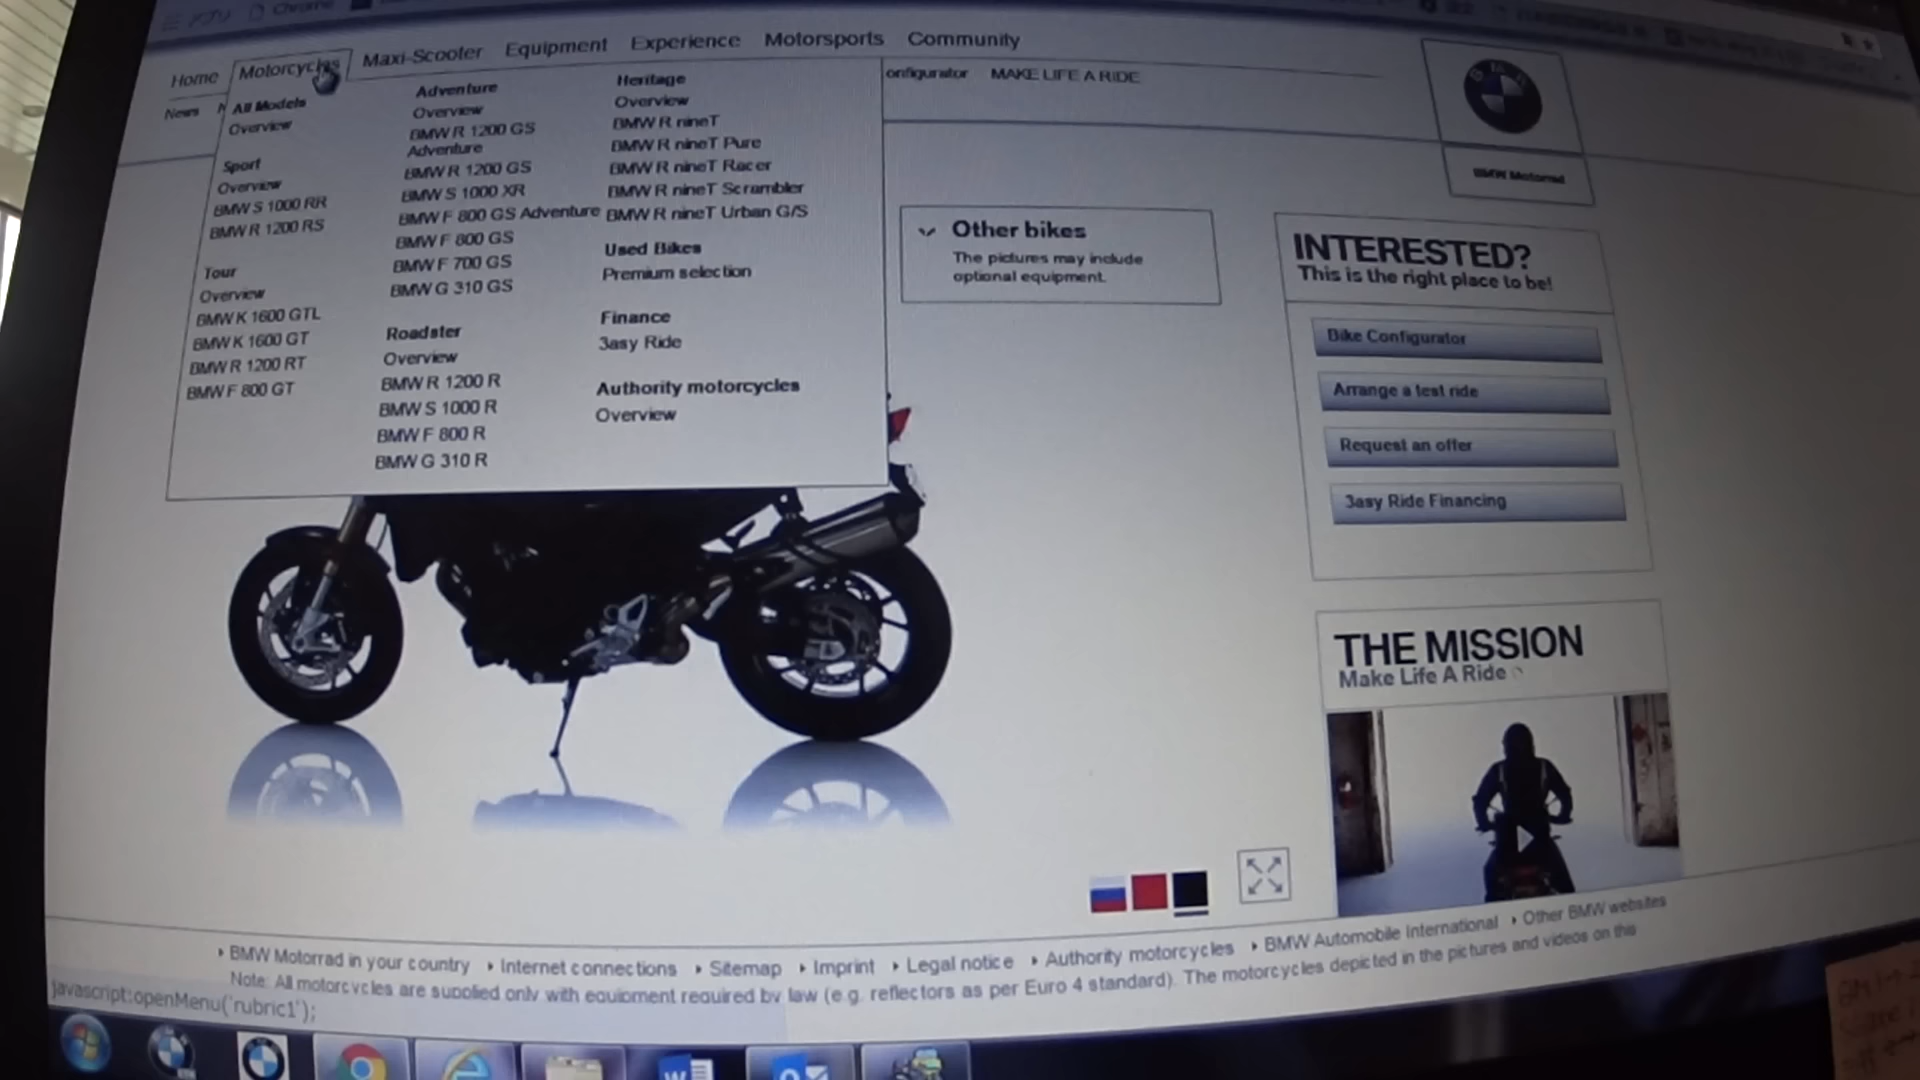 アプリ Chrome
Home Motorcycles Maxi-Scooter Equipment Experience Motorsports Community
News
onfigurator MAKE LIFE A RIDE
All Models
Overview
Sport
Overview
BMW S 1000 RR
BMW R 1200 RS
Tour
Overview
BMW K 1600 GTL
BMW K 1600 GT
BMW R 1200 RT
BMW F 800 GT
Adventure
Overview
BMW R 1200 GS
Adventure
BMW R 1200 GS
BMW S 1000 XR
BMW F 800 GS Adventure
BMW F 800 GS
BMW F 700 GS
BMW G 310 GS
Roadster
Overview
BMW R 1200 R
BMW S 1000 R
BMW F 800 R
BMW G 310 R
Heritage
Overview
BMW R nineT
BMW R nineT Pure
BMW R nineT Racer
BMW R nineT Scrambler
BMW R nineT Urban G/S
Used Bikes
Premium selection
Finance
3asy Ride
Authority motorcycles
Overview
Other bikes
The pictures may include
optional equipment.
BMW
BMW Motorrad
INTERESTED?
This is the right place to be!
Bike Configurator
Arrange a test ride
Request an offer
3asy Ride Financing
THE MISSION
Make Life A Ride
BMW Motorrad in your country Internet connections Sitemap Imprint Legal notice Authority motorcycles BMW Automobile International Other BMW websites
Note: All motorcycles are supplied only with equipment required by law (e.g. reflectors as per Euro 4 standard). The motorcycles depicted in the pictures and videos on this
javascript:openMenu('rubric1');